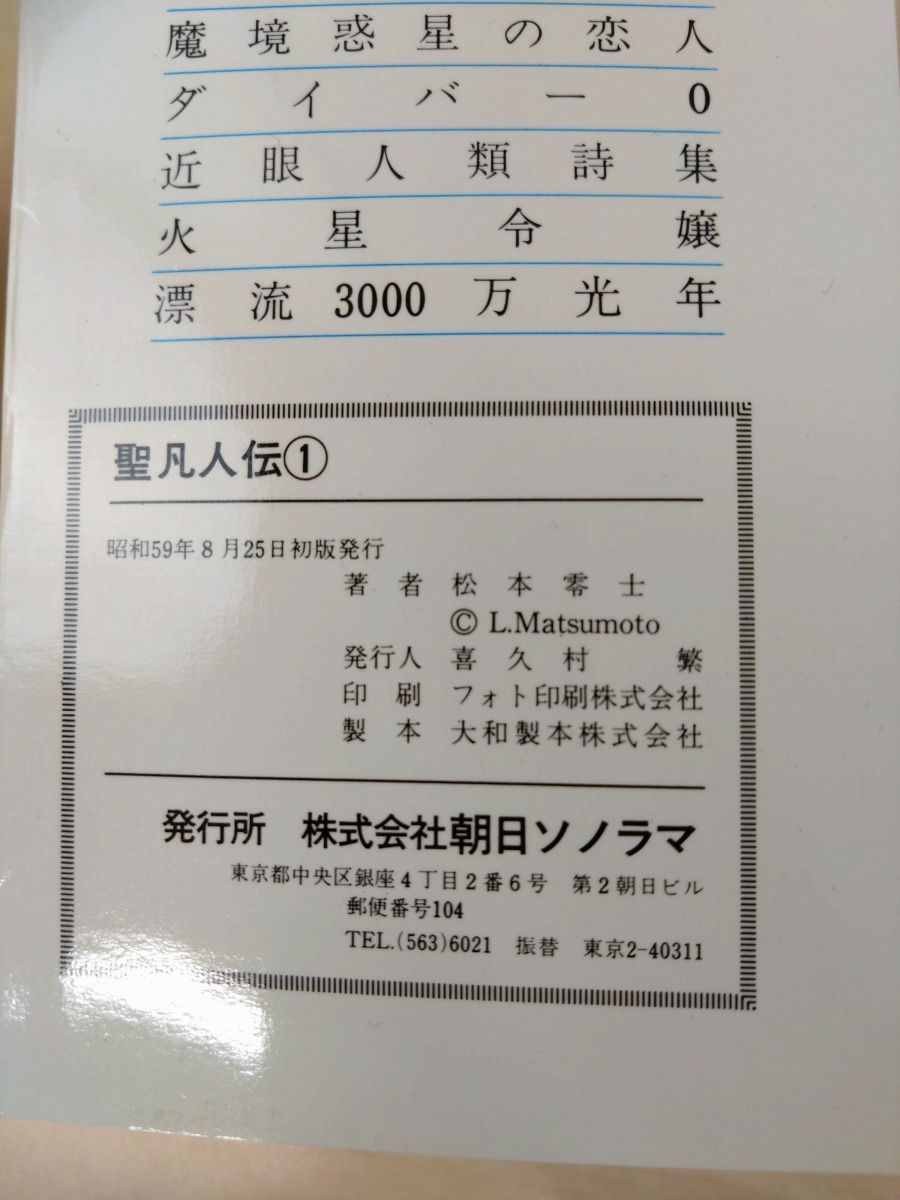 魔境惑星の恋人
ダイバー0
近眼人類詩集
火星令嬢
漂流3000万光年
聖凡人伝①
昭和59年8月25日初版発行
著者 松本零士
© L.Matsumoto
発行人 喜久村 繁
印刷 フォト印刷株式会社
製本 大和製本株式会社
発行所 株式会社朝日ソノラマ
東京都中央区銀座4丁目2番6号 第2朝日ビル
郵便番号104
TEL.(563)6021 振替 東京2-40311